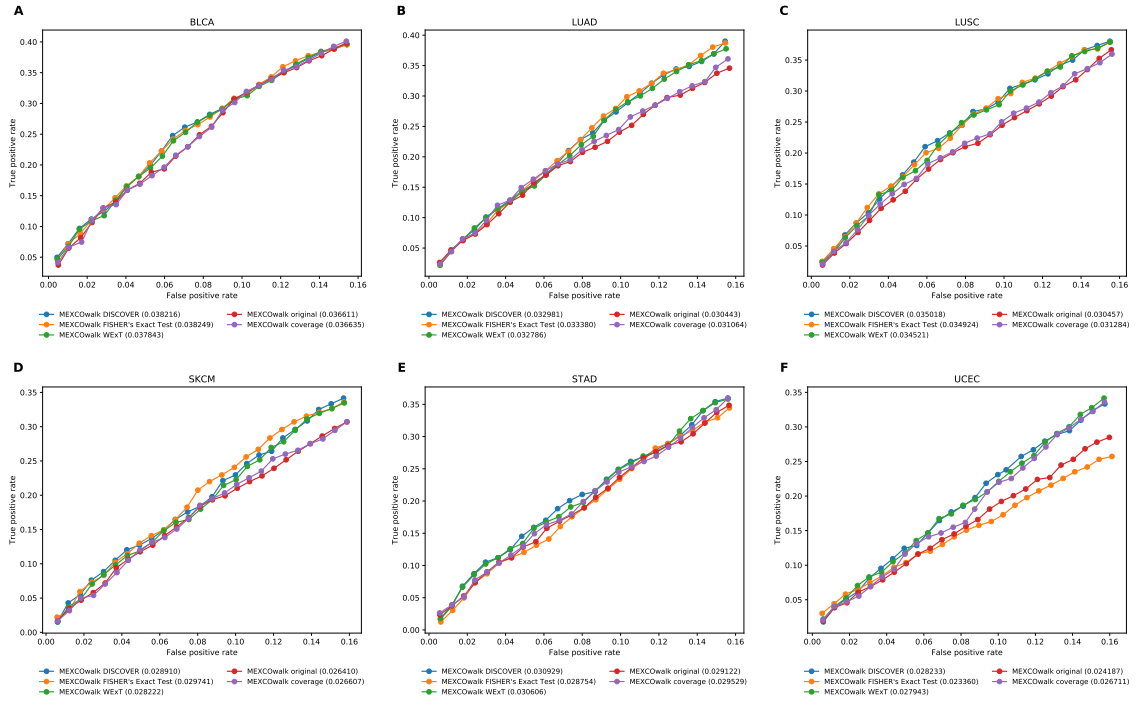 A
BLCA
True positive rate
0.40
0.35
0.30
0.25
0.20
0.15
0.10
0.05
0.00 0.02 0.04 0.06 0.08 0.10 0.12 0.14 0.16
False positive rate
MEXCOwalk DISCOVER (0.038216)
MEXCOwalk FISHER's Exact Test (0.038249)
MEXCOwalk WExT (0.037843)
MEXCOwalk original (0.036611)
MEXCOwalk coverage (0.036635)
B
LUAD
True positive rate
0.40
0.35
0.30
0.25
0.20
0.15
0.10
0.05
0.00 0.02 0.04 0.06 0.08 0.10 0.12 0.14 0.16
False positive rate
MEXCOwalk DISCOVER (0.032981)
MEXCOwalk FISHER's Exact Test (0.033380)
MEXCOwalk WExT (0.032786)
MEXCOwalk original (0.030443)
MEXCOwalk coverage (0.031064)
C
LUSC
True positive rate
0.35
0.30
0.25
0.20
0.15
0.10
0.05
0.00 0.02 0.04 0.06 0.08 0.10 0.12 0.14 0.16
False positive rate
MEXCOwalk DISCOVER (0.035018)
MEXCOwalk FISHER's Exact Test (0.034924)
MEXCOwalk WExT (0.034521)
MEXCOwalk original (0.030457)
MEXCOwalk coverage (0.031284)
D
SKCM
True positive rate
0.35
0.30
0.25
0.20
0.15
0.10
0.05
0.00
0.00 0.02 0.04 0.06 0.08 0.10 0.12 0.14 0.16
False positive rate
MEXCOwalk DISCOVER (0.028910)
MEXCOwalk FISHER's Exact Test (0.029741)
MEXCOwalk WExT (0.028222)
MEXCOwalk original (0.026410)
MEXCOwalk coverage (0.026607)
E
STAD
True positive rate
0.35
0.30
0.25
0.20
0.15
0.10
0.05
0.00
0.00 0.02 0.04 0.06 0.08 0.10 0.12 0.14 0.16
False positive rate
MEXCOwalk DISCOVER (0.030929)
MEXCOwalk FISHER's Exact Test (0.028754)
MEXCOwalk WExT (0.030606)
MEXCOwalk original (0.029122)
MEXCOwalk coverage (0.029529)
F
UCEC
True positive rate
0.35
0.30
0.25
0.20
0.15
0.10
0.05
0.00 0.02 0.04 0.06 0.08 0.10 0.12 0.14 0.16
False positive rate
MEXCOwalk DISCOVER (0.028233)
MEXCOwalk FISHER's Exact Test (0.023360)
MEXCOwalk WExT (0.027943)
MEXCOwalk original (0.024187)
MEXCOwalk coverage (0.026711)